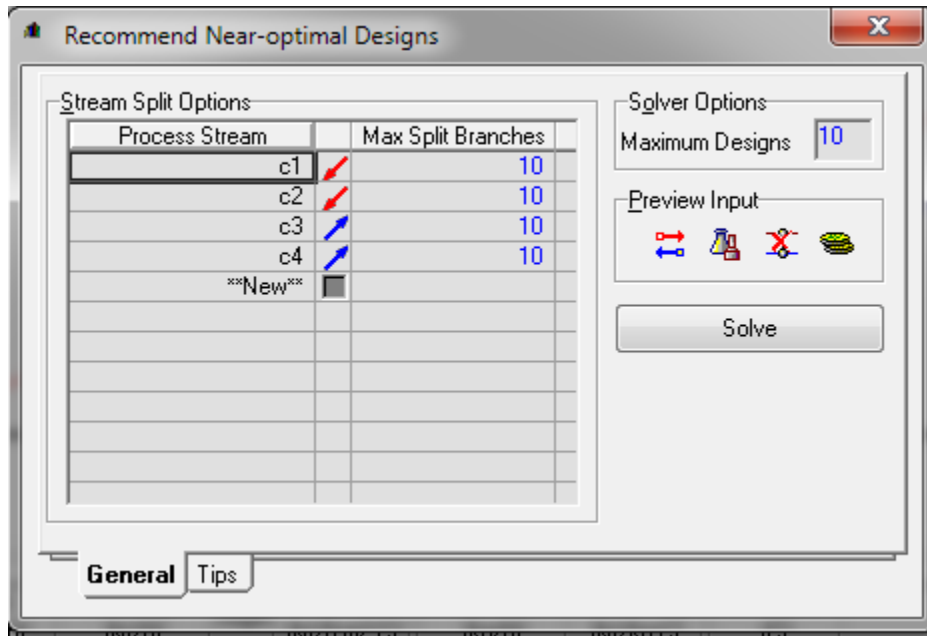 Recommend Near-optimal Designs
Stream Split Options
Process Stream Max Split Branches
c1 10
c2 10
c3 10
c4 10
**New**
Solver Options
Maximum Designs 10
Preview Input
Solve
General Tips